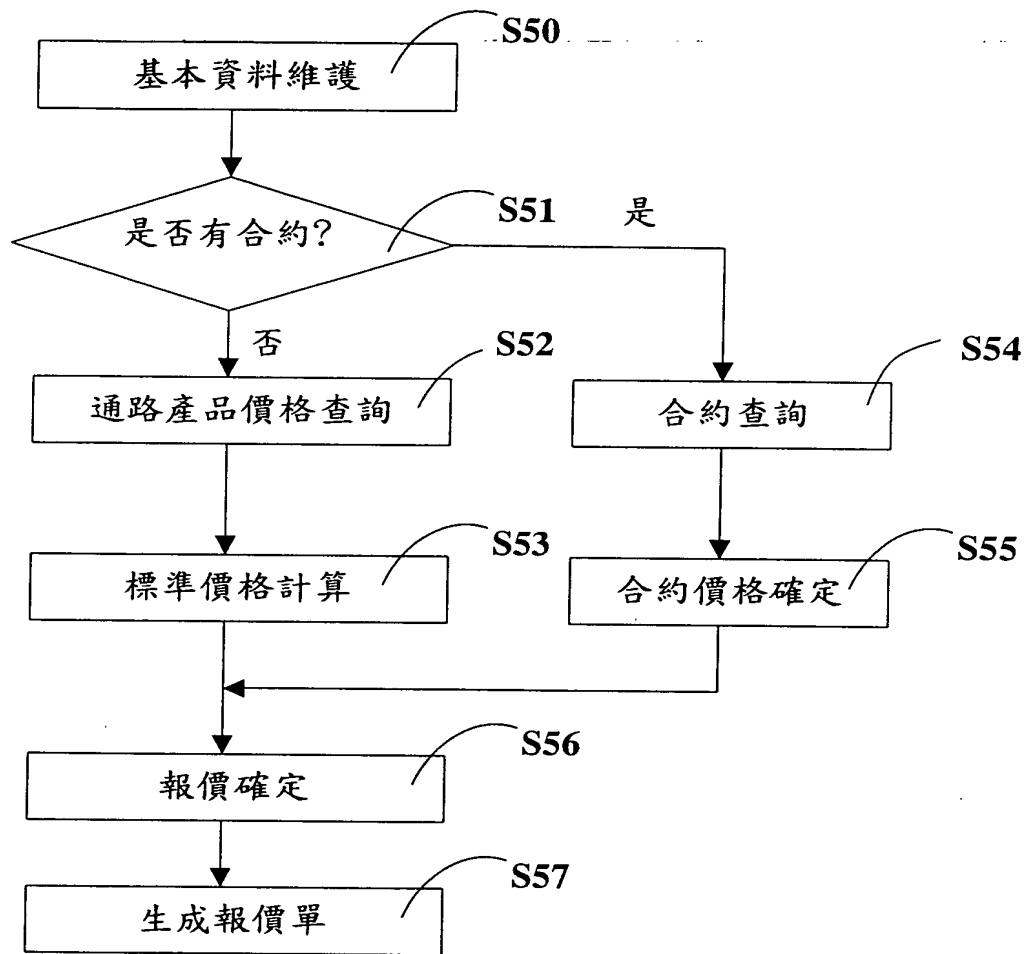 S50
基本資料維護
S51
是
是否有合約?
否
S52
S54
通路產品價格查詢
合約查詢
S53
S55
標準價格計算
合約價格確定
S56
報價確定
S57
生成報價單